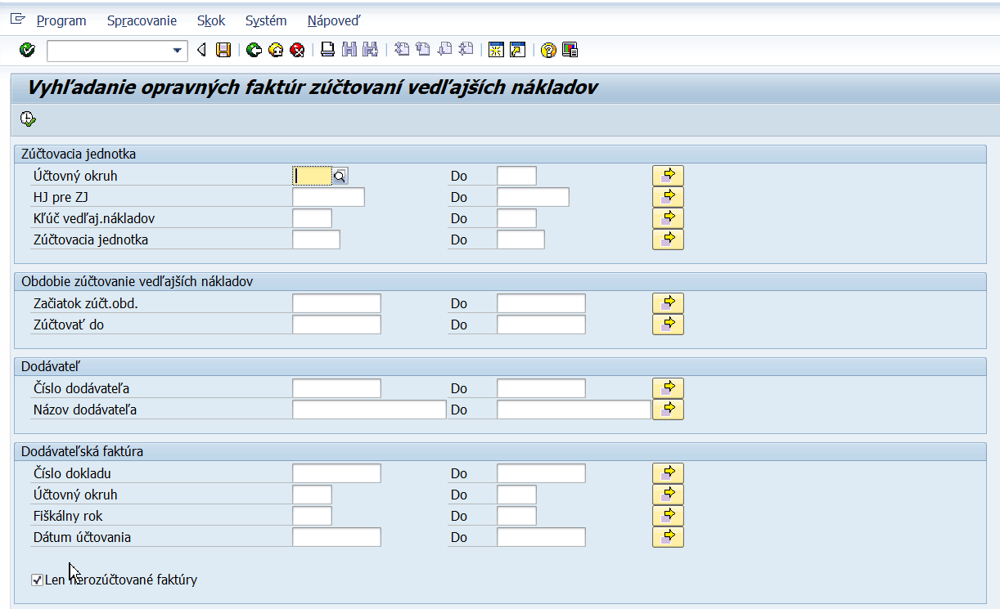 Program Spracovanie Skok Systém Nápoveď
Vyhľadanie opravných faktúr zúčtovaní vedľajších nákladov
Zúčtovacia jednotka
Účtovný okruh Do
HJ pre ZJ Do
Kľúč vedľaj.nákladov Do
Zúčtovacia jednotka Do
Obdobie zúčtovanie vedľajších nákladov
Začiatok zúčt.obd. Do
Zúčtovať do Do
Dodávateľ
Číslo dodávateľa Do
Názov dodávateľa Do
Dodávateľská faktúra
Číslo dokladu Do
Účtovný okruh Do
Fiškálny rok Do
Dátum účtovania Do
Len nerozúčtované faktúry